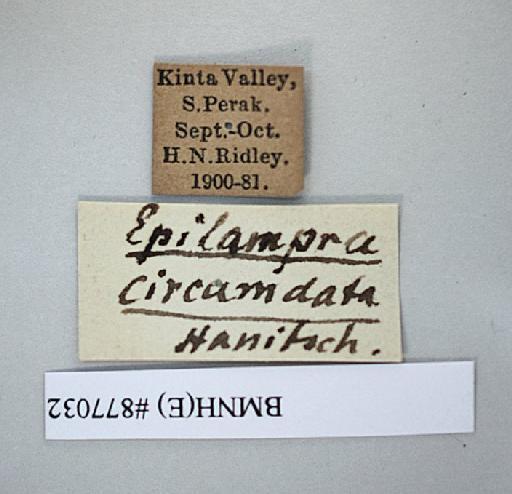 Kinta Valley,
S. Perak.
Sept.-Oct.
H. N. Ridley.
1900-81.
Epilampra
circumdata
Hanitsch.
BMNH(E) #877032